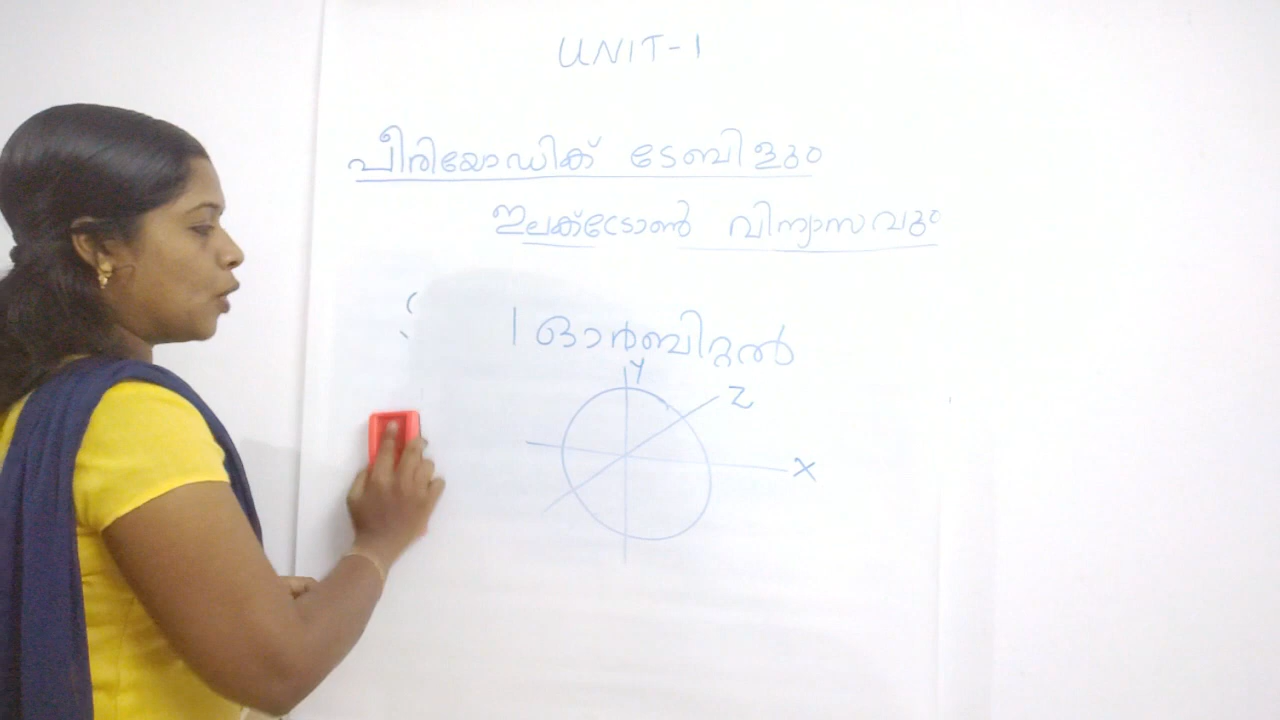 UNIT-1
പീരിയോഡിക് ടേബിളും
ഇലക്ട്രോൺ വിന്യാസവും
1 ഓർബിറ്റൽ
Y
Z
X